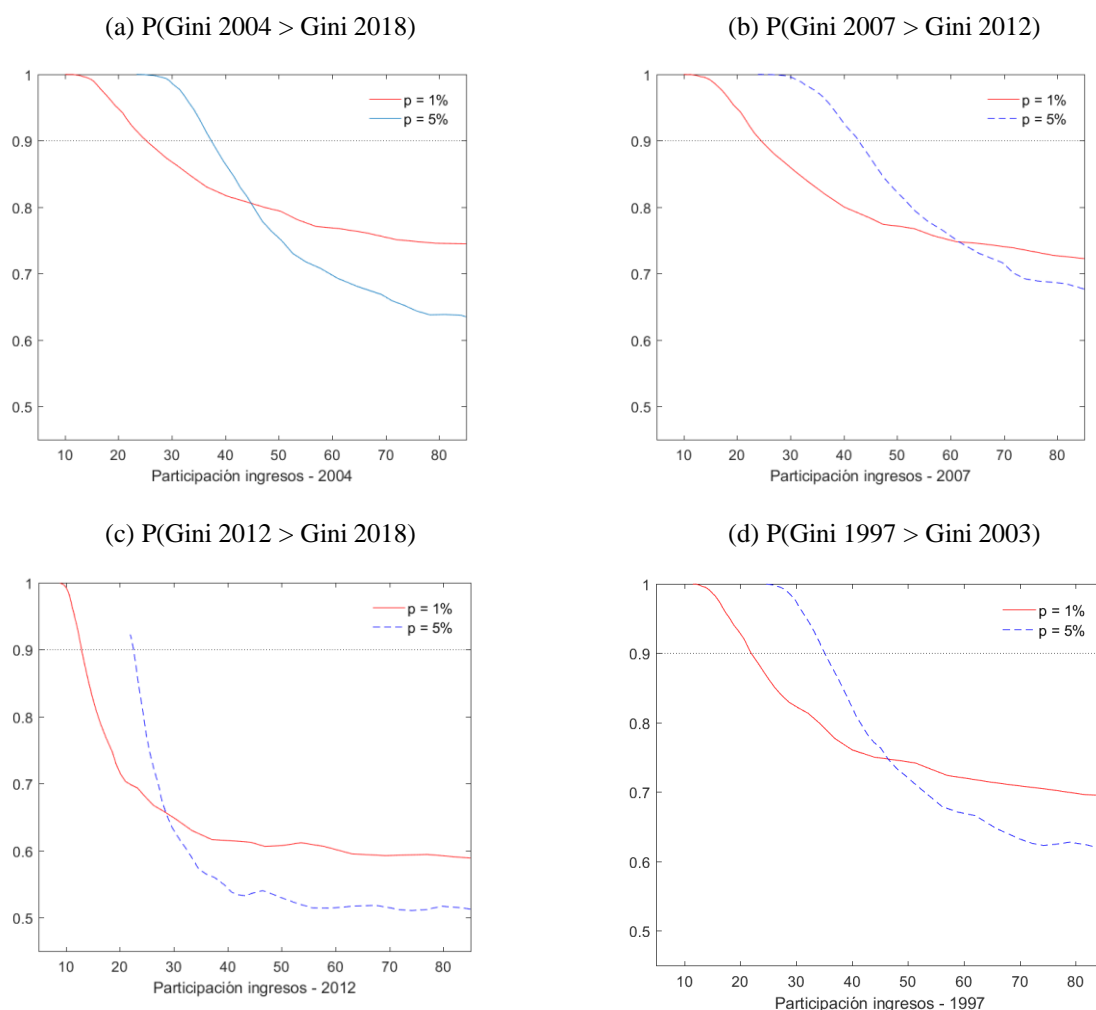 (a) P(Gini 2004 > Gini 2018)
1
0.9
0.8
0.7
0.6
0.5
10 20 30 40 50 60 70 80
p = 1%
p = 5%
Participación ingresos - 2004
(b) P(Gini 2007 > Gini 2012)
1
0.9
0.8
0.7
0.6
0.5
10 20 30 40 50 60 70 80
p = 1%
p = 5%
Participación ingresos - 2007
(c) P(Gini 2012 > Gini 2018)
1
0.9
0.8
0.7
0.6
0.5
10 20 30 40 50 60 70 80
p = 1%
p = 5%
Participación ingresos - 2012
(d) P(Gini 1997 > Gini 2003)
1
0.9
0.8
0.7
0.6
0.5
10 20 30 40 50 60 70 80
p = 1%
p = 5%
Participación ingresos - 1997